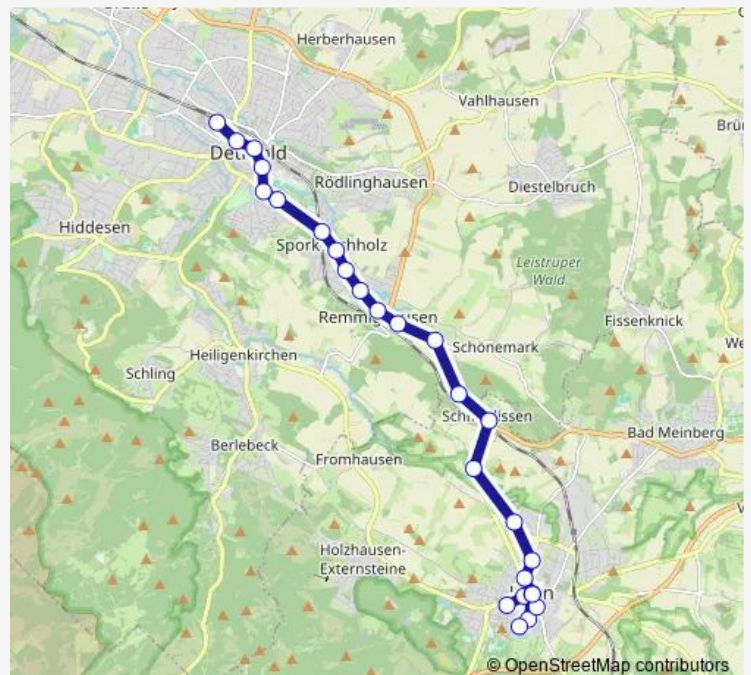 Herberhausen
Vahlhausen
Rödlinghausen
Diestelbruch
Hiddesen
Leistruper
Wald
Fissenknick
Schönemark
Heiligenkirchen
Schling
Bad Meinberg
Berlebeck
Fromhausen
Holzhausen-
Externsteine
© OpenStreetMap contributors